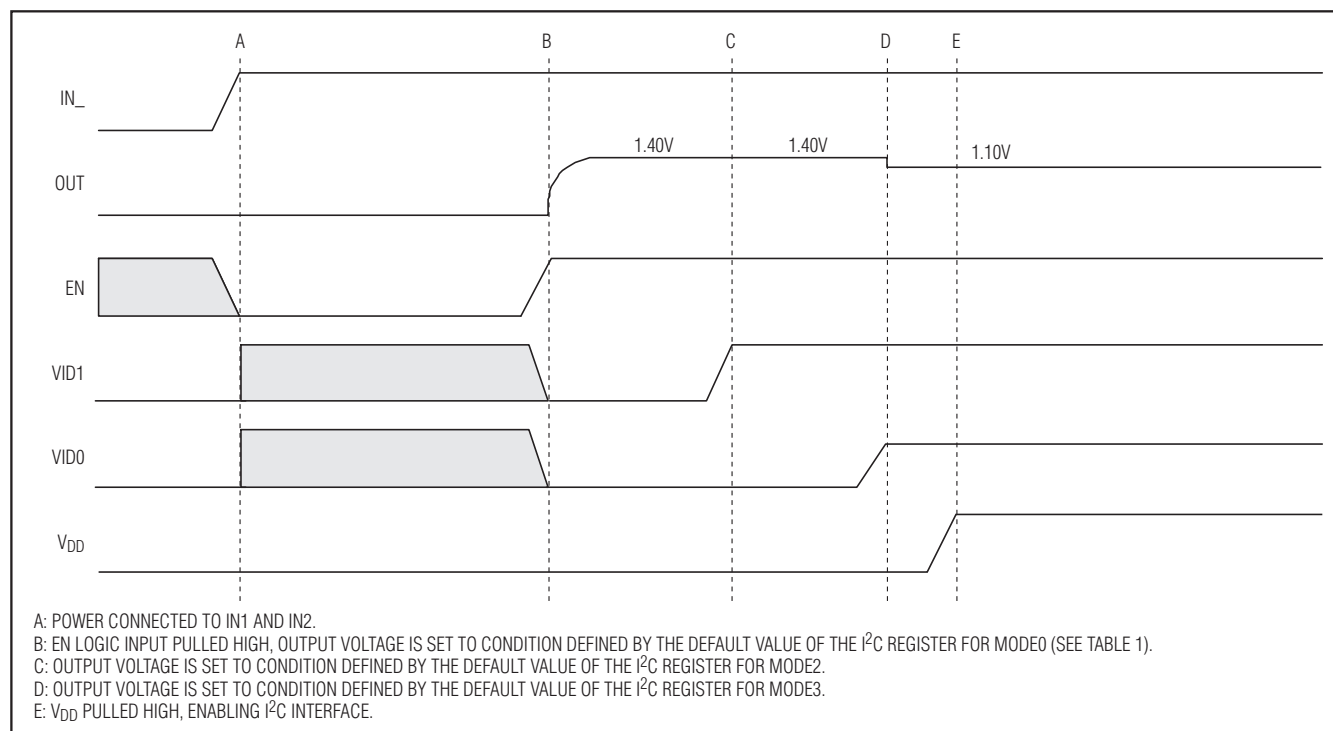 A B C D E
IN_
1.40V 1.40V 1.10V
OUT
EN
VID1
VID0
VDD
A: POWER CONNECTED TO IN1 AND IN2.
B: EN LOGIC INPUT PULLED HIGH, OUTPUT VOLTAGE IS SET TO CONDITION DEFINED BY THE DEFAULT VALUE OF THE I2C REGISTER FOR MODE0 (SEE TABLE 1).
C: OUTPUT VOLTAGE IS SET TO CONDITION DEFINED BY THE DEFAULT VALUE OF THE I2C REGISTER FOR MODE2.
D: OUTPUT VOLTAGE IS SET TO CONDITION DEFINED BY THE DEFAULT VALUE OF THE I2C REGISTER FOR MODE3.
E: VDD PULLED HIGH, ENABLING I2C INTERFACE.